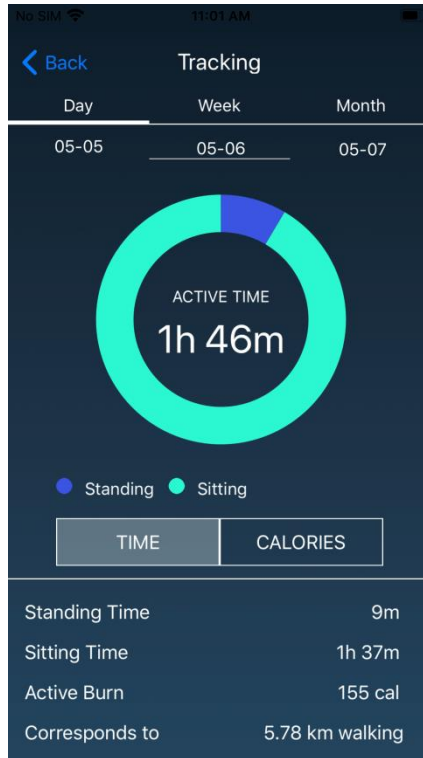 No SIM 11:01 AM
Back Tracking
Day Week Month
05-05 05-06 05-07
ACTIVE TIME
1h 46m
Standing Sitting
TIME CALORIES
Standing Time 9m
Sitting Time 1h 37m
Active Burn 155 cal
Corresponds to 5.78 km walking